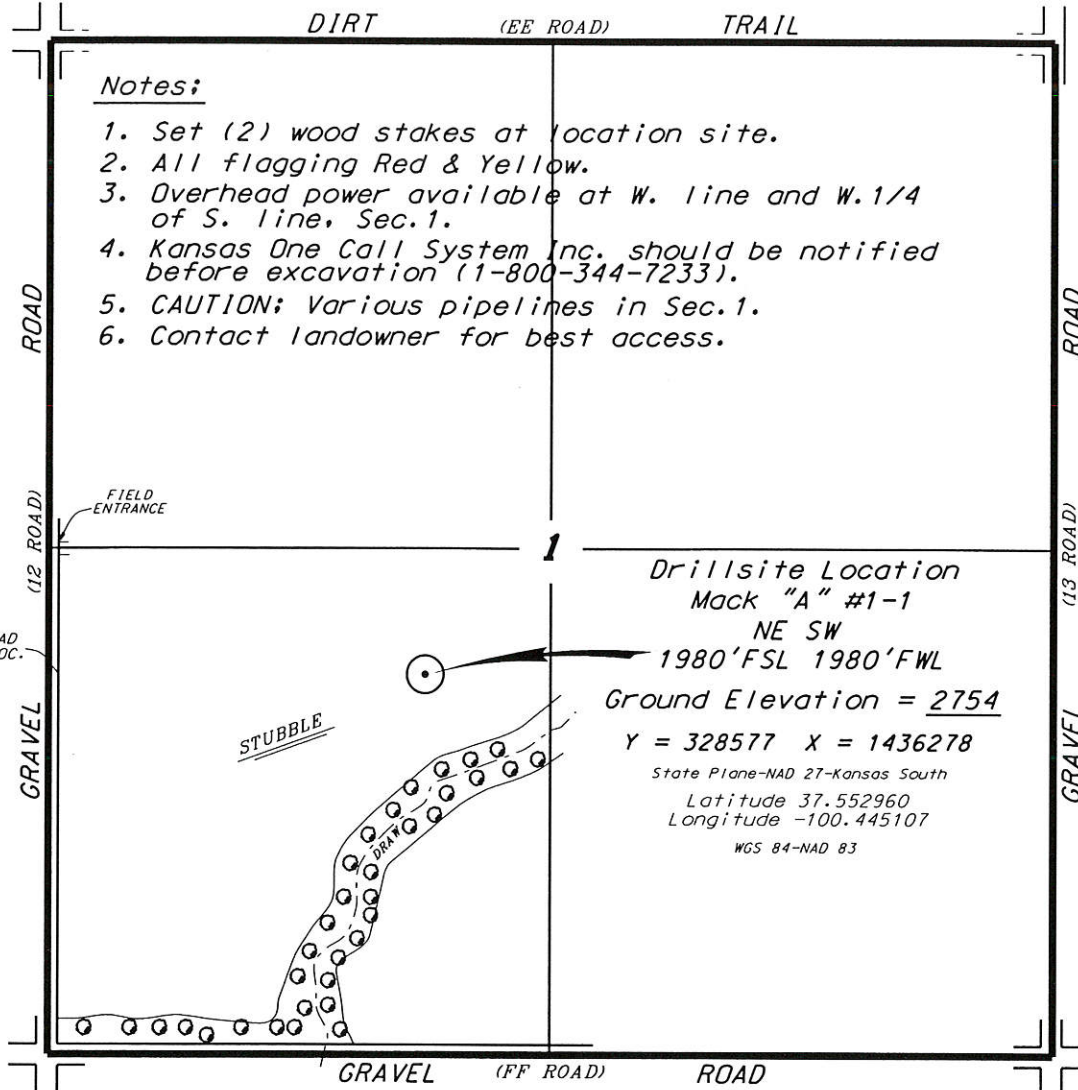 DIRT (EE ROAD) TRAIL
Notes:
1. Set (2) wood stakes at location site.
2. All flagging Red & Yellow.
3. Overhead power available at W. line and W.1/4
of S. line, Sec.1.
4. Kansas One Call System Inc. should be notified
before excavation (1-800-344-7233).
5. CAUTION: Various pipelines in Sec.1.
6. Contact landowner for best access.
ROAD
ROAD
FIELD
ENTRANCE
(12 ROAD)
(13 ROAD)
1
Drillsite Location
Mack "A" #1-1
NE SW
1980'FSL 1980'FWL
Ground Elevation = 2754
Y = 328577 X = 1436278
State Plane-NAD 27-Kansas South
Latitude 37.552960
Longitude -100.445107
WGS 84-NAD 83
STUBBLE
GRAVEL
GRAVEL
DRAW
GRAVEL (FF ROAD) ROAD